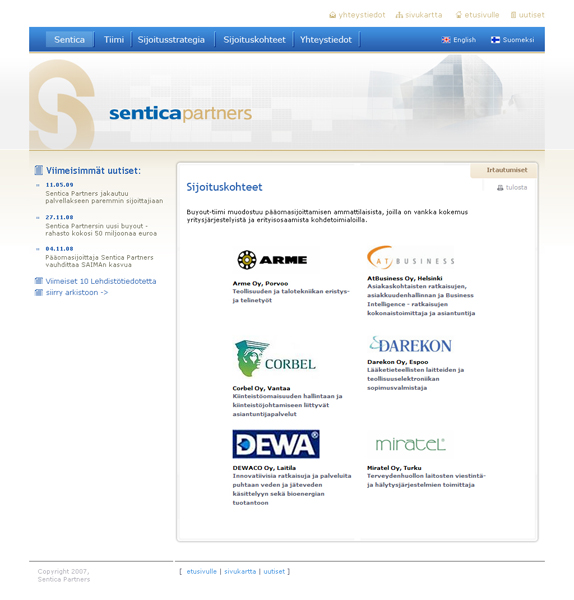 yhteystiedot sivukartta etusivulle uutiset
Sentica Tiimi Sijoitusstrategia Sijoituskohteet Yhteystiedot English Suomeksi
S
senticapartners
Viimeisimmät uutiset:
11.05.09
Sentica Partners jakautuu
palvellakseen paremmin sijoittajiaan
27.11.08
Sentica Partnersin uusi buyout -
rahasto kokosi 50 miljoonaa euroa
04.11.08
Pääomasijoittaja Sentica Partners
vauhdittaa SAIMAn kasvua
Viimeiset 10 Lehdistötiedotetta
siirry arkistoon ->
Irtautumiset
Sijoituskohteet
tulosta
Buyout-tiimi muodostuu pääomasijoittamisen ammattilaisista, joilla on vankka kokemus
yritysjärjestelyistä ja erityisosaamista kohdetoimialoilla.
ARME
Arme Oy, Porvoo
Teollisuuden ja talotekniikan eristys-
ja telinetyöt
AT BUSINESS
AtBusiness Oy, Helsinki
Asiakaskohtaisten ratkaisujen,
asiakkuudenhallinnan ja Business
Intelligence - ratkaisujen
kokonaistoimittaja ja asiantuntija
CORBEL
Corbel Oy, Vantaa
Kiinteistöomaisuuden hallintaan ja
kiinteistöjohtamiseen liittyvät
asiantuntijapalvelut
DAREKON
Darekon Oy, Espoo
Lääketieteellisten laitteiden ja
teollisuuselektroniikan
sopimusvalmistaja
DEWA
DEWACO Oy, Laitila
Innovatiivisia ratkaisuja ja palveluita
puhtaan veden ja jäteveden
käsittelyyn sekä bioenergian
tuotantoon
miratel
Miratel Oy, Turku
Terveydenhuollon laitosten viestintä-
ja hälytysjärjestelmien toimittaja
Copyright 2007,
Sentica Partners
[ etusivulle | sivukartta | uutiset ]